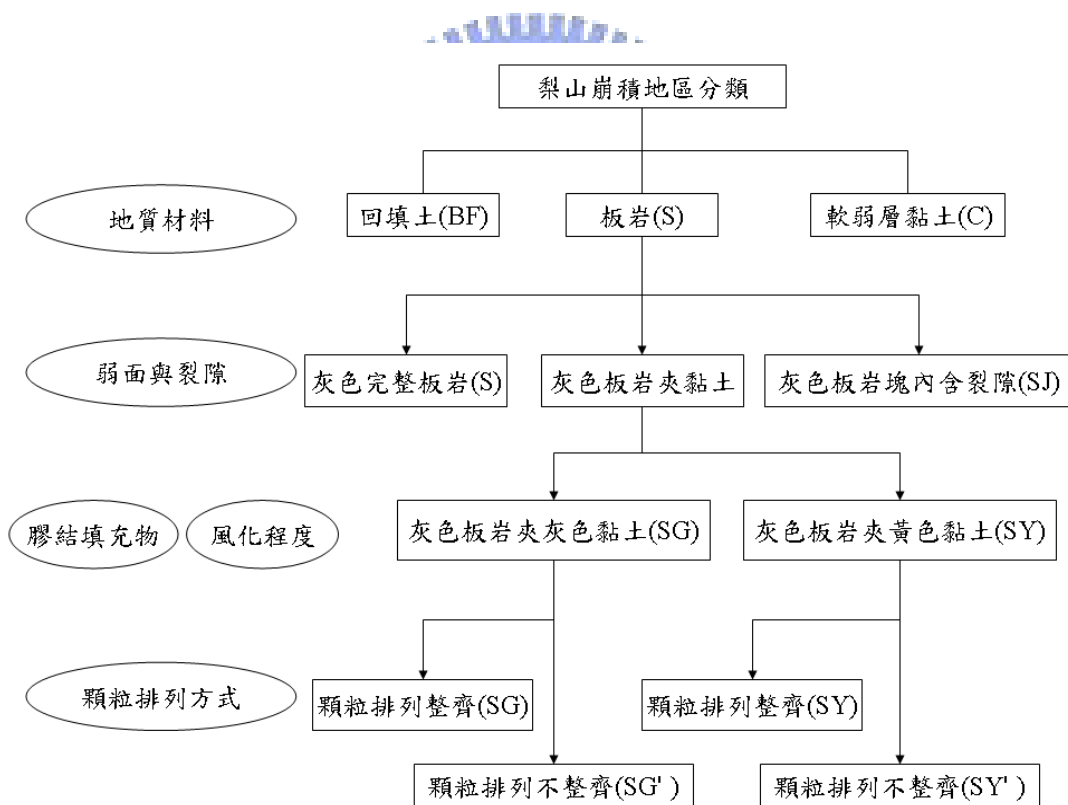 梨山崩積地區分類
地質材料
回填土(BF)
板岩(S)
軟弱層黏土(C)
弱面與裂隙
灰色完整板岩(S)
灰色板岩夾黏土
灰色板岩塊內含裂隙(SJ)
膠結填充物
風化程度
灰色板岩夾灰色黏土(SG)
灰色板岩夾黃色黏土(SY)
顆粒排列方式
顆粒排列整齊(SG)
顆粒排列整齊(SY)
顆粒排列不整齊(SG' )
顆粒排列不整齊(SY' )